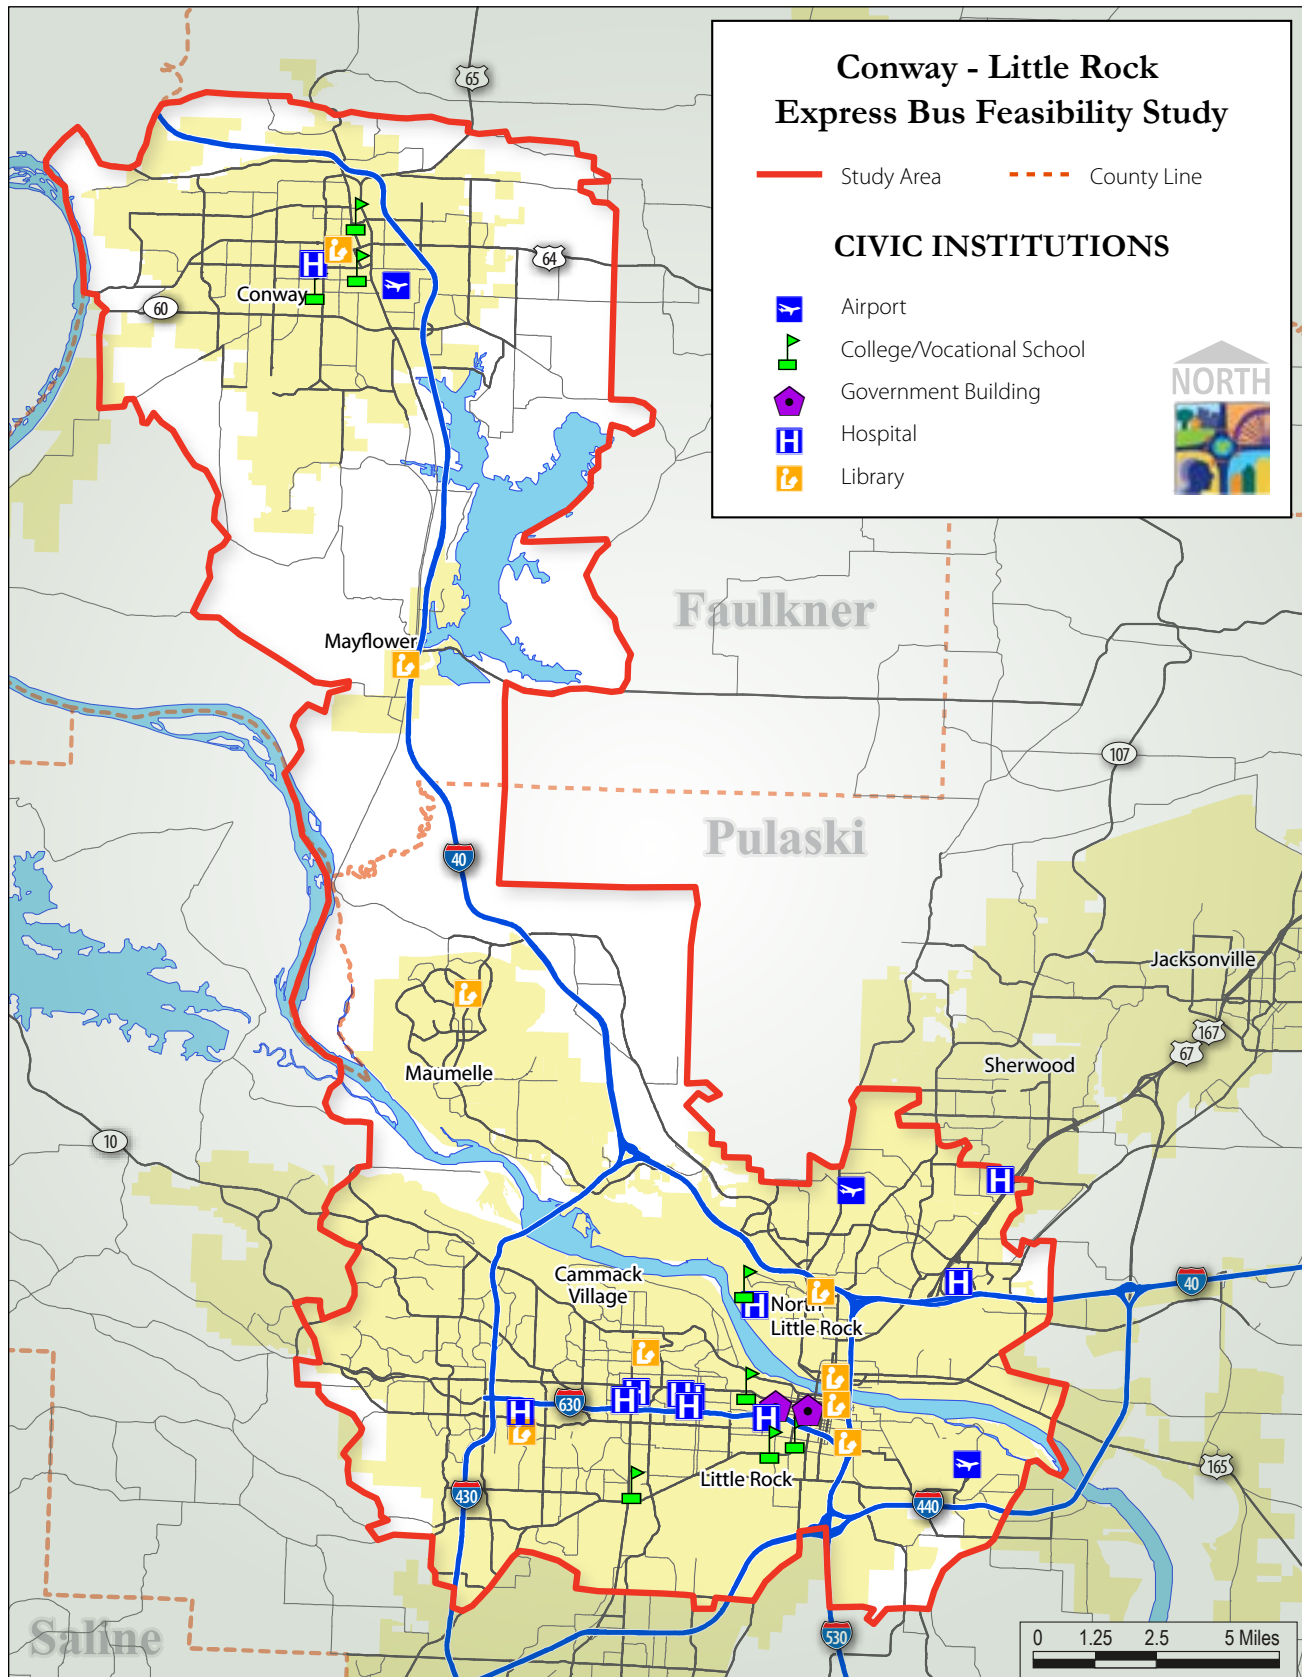 Conway - Little Rock
Express Bus Feasibility Study
Study Area
County Line
CIVIC INSTITUTIONS
Airport
College/Vocational School
Government Building
H
Hospital
Library
NORTH
65
64
H
Conway
60
Faulkner
Mayflower
107
Pulaski
40
Jacksonville
167
67
Sherwood
Maumelle
10
H
Cammack
Village
H
40
H
North
Little Rock
H
H
H
H
H
630
H
H
Little Rock
165
430
440
Saline
530
0 1.25 2.5 5 Miles